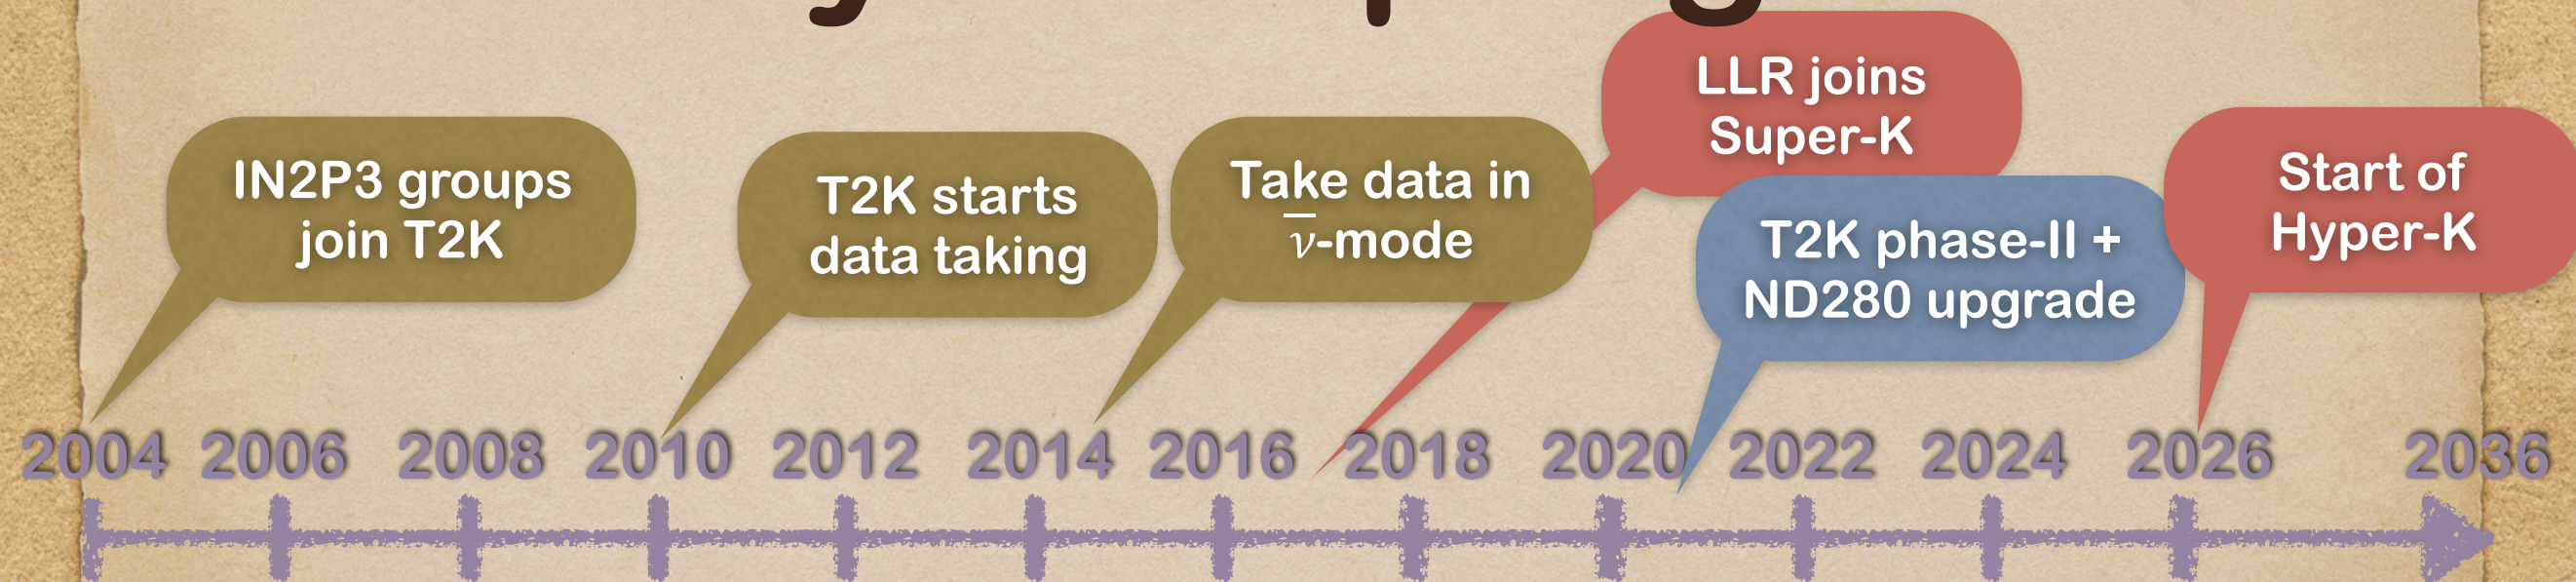 LLR joins
Super-K
IN2P3 groups
join T2K
T2K starts
data taking
Take data in
ν̅-mode
T2K phase-II +
ND280 upgrade
Start of
Hyper-K
2004 2006 2008 2010 2012 2014 2016 2018 2020 2022 2024 2026 2036